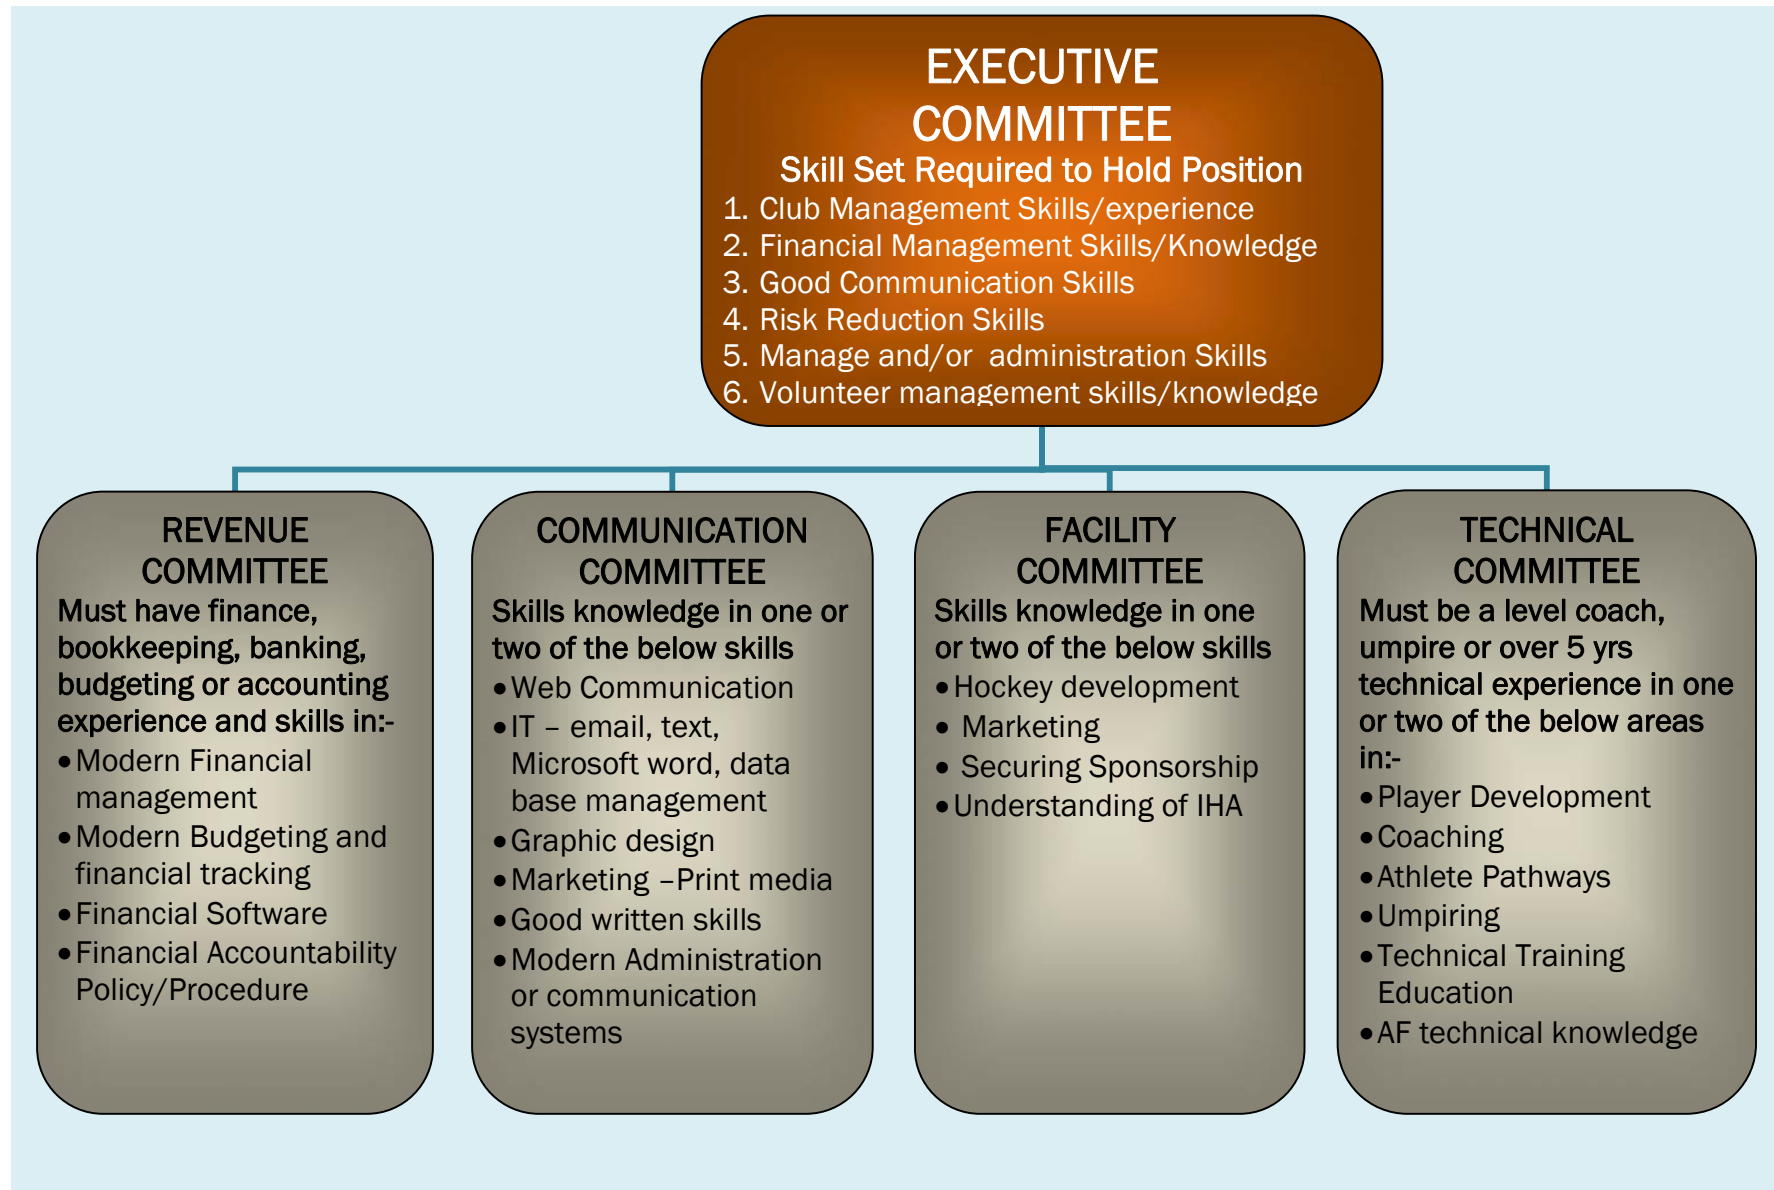 EXECUTIVE
COMMITTEE
Skill Set Required to Hold Position
1. Club Management Skills/experience
2. Financial Management Skills/Knowledge
3. Good Communication Skills
4. Risk Reduction Skills
5. Manage and/or  administration Skills
6. Volunteer management skills/knowledge
REVENUE
COMMITTEE
Must have finance,
bookkeeping, banking,
budgeting or accounting
experience and skills in:-
• Modern Financial
management
• Modern Budgeting and
financial tracking
• Financial Software
• Financial Accountability
Policy/Procedure
COMMUNICATION
COMMITTEE
Skills knowledge in one or
two of the below skills
• Web Communication
• IT – email, text,
Microsoft word, data
base management
• Graphic design
• Marketing –Print media
• Good written skills
• Modern Administration
or communication
systems
FACILITY
COMMITTEE
Skills knowledge in one
or two of the below skills
• Hockey development
• Marketing
• Securing Sponsorship
• Understanding of IHA
TECHNICAL
COMMITTEE
Must be a level coach,
umpire or over 5 yrs
technical experience in one
or two of the below areas
in:-
• Player Development
• Coaching
• Athlete Pathways
• Umpiring
• Technical Training
Education
• AF technical knowledge